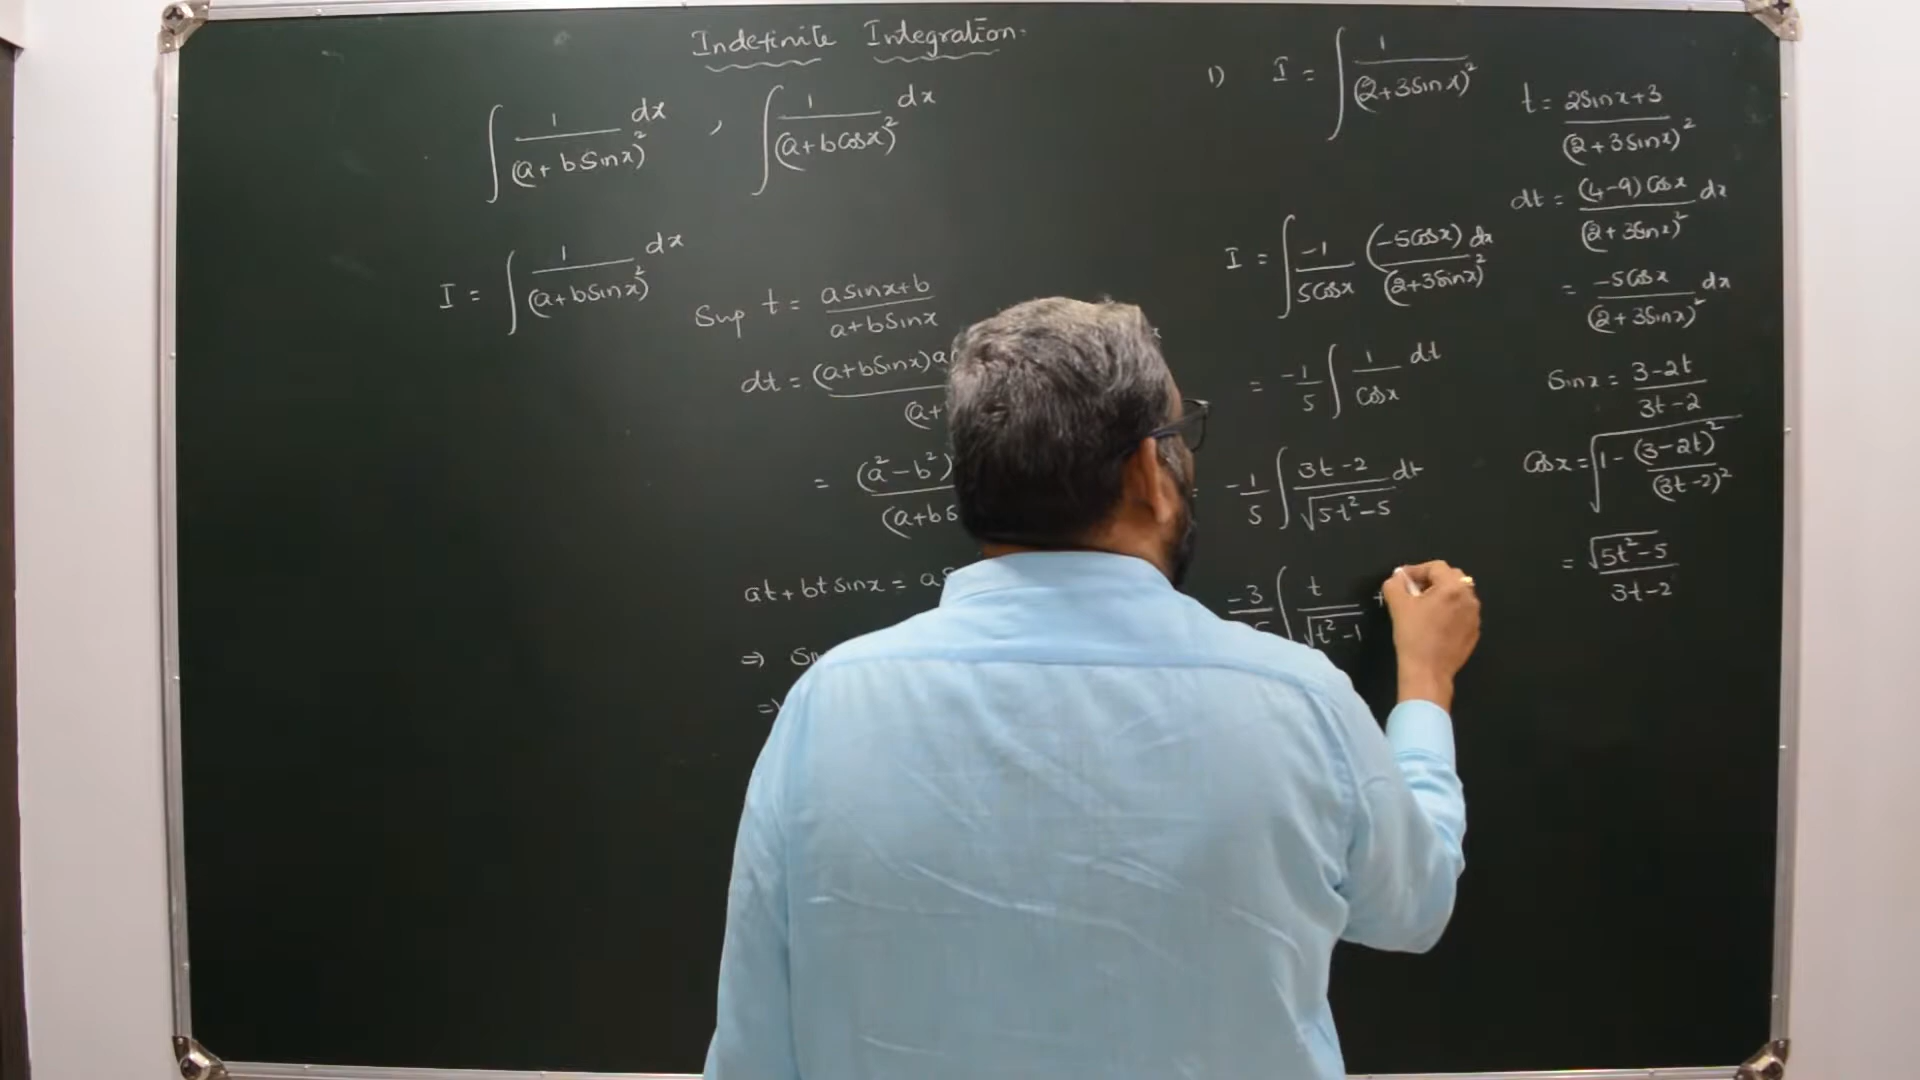 Indefinite Integration.
∫ 1/(a+bSinx)² dx , ∫ 1/(a+bCosx)² dx
I = ∫ 1/(a+bSinx)² dx
Sup t = (asinx+b)/(a+bSinx)
dt = (a+bSinx)a
(a+
= (a²-b²)
(a+bs
at+btsinx = as
⇒ Sin
⇒
1) I = ∫ 1/(2+3Sinx)²
I = ∫ -1/5Cosx (-5Cosx)dx/(2+3Sinx)²
= -1/5 ∫ 1/Cosx dt
= -1/5 ∫ (3t-2)/√(5t²-5) dt
-3 ∫ t/√(t²-1) +
t = (2Sinx+3)/(2+3Sinx)²
dt = (4-9)Cosx/(2+3Sinx)² dx
= -5Cosx/(2+3Sinx)² dx
Sinx = (3-2t)/(3t-2)
Cosx = √(1 - (3-2t)²/(3t-2)²)
= √(5t²-5)/(3t-2)